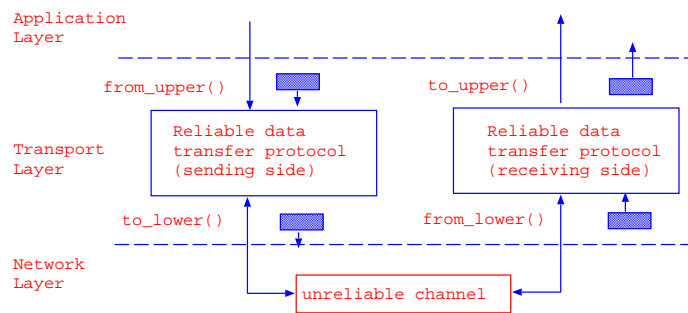 Application
Layer
from_upper()
to_upper()
Transport
Layer
Reliable data
transfer protocol
(sending side)
Reliable data
transfer protocol
(receiving side)
to_lower()
from_lower()
Network
Layer
unreliable channel